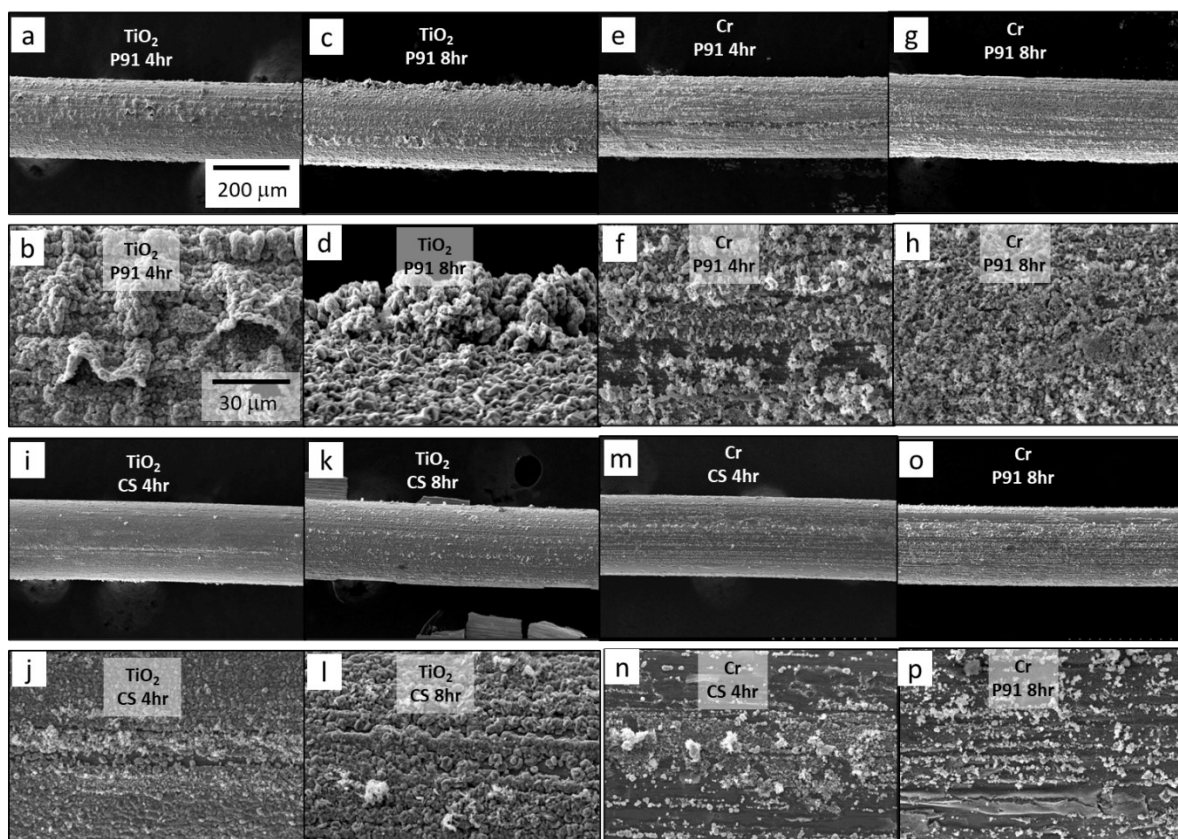 a
TiO₂
P91 4hr
200 μm
c
TiO₂
P91 8hr
e
Cr
P91 4hr
g
Cr
P91 8hr
b
TiO₂
P91 4hr
30 μm
d
TiO₂
P91 8hr
f
Cr
P91 4hr
h
Cr
P91 8hr
i
TiO₂
CS 4hr
k
TiO₂
CS 8hr
m
Cr
CS 4hr
o
Cr
P91 8hr
j
TiO₂
CS 4hr
l
TiO₂
CS 8hr
n
Cr
CS 4hr
p
Cr
P91 8hr